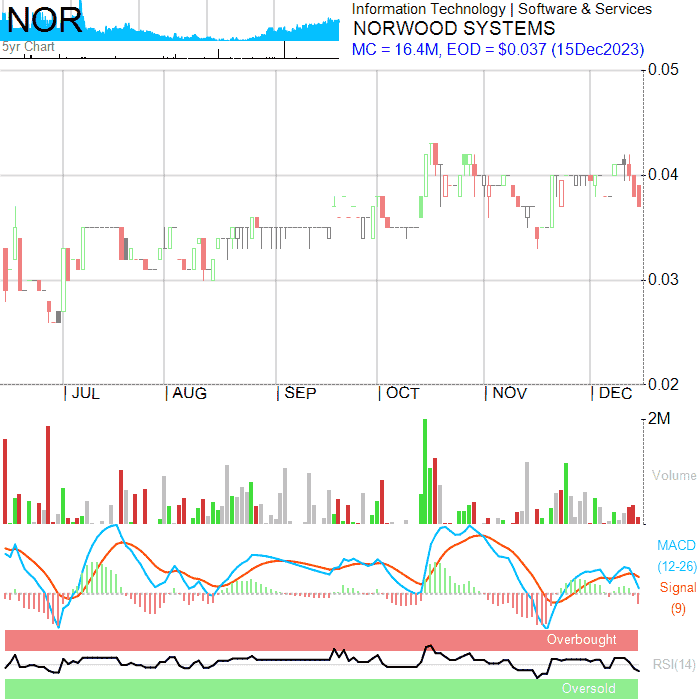 NOR
5yr Chart
Information Technology | Software & Services
NORWOOD SYSTEMS
MC = 16.4M, EOD = $0.037 (15Dec2023)
0.05
0.04
0.03
0.02
| JUL | AUG | SEP | OCT | NOV | DEC
2M
Volume
MACD
(12-26)
Signal
(9)
Overbought
RSI(14)
Oversold